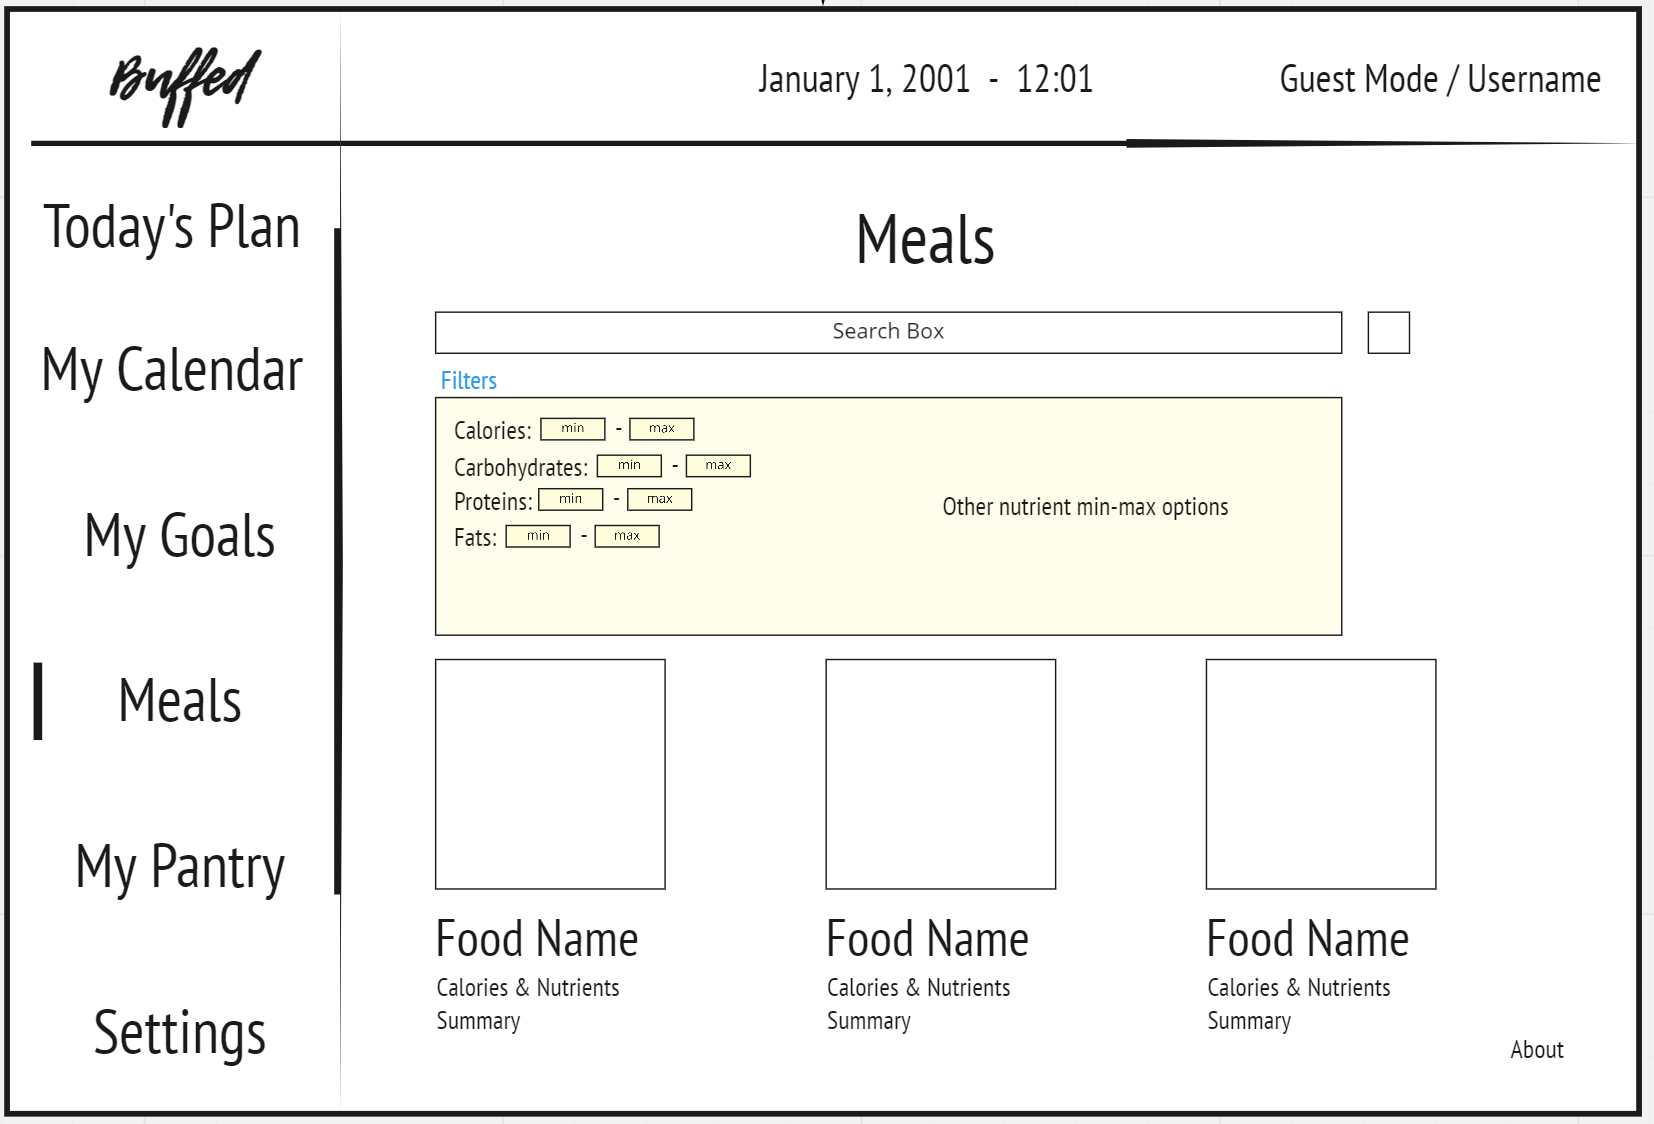 Buffed
January 1, 2001 - 12:01
Guest Mode / Username
Today's Plan
My Calendar
My Goals
Meals
My Pantry
Settings
Meals
Search Box
Filters
Calories: min - max
Carbohydrates: min - max
Proteins: min - max
Fats: min - max
Other nutrient min-max options
Food Name
Calories & Nutrients
Summary
Food Name
Calories & Nutrients
Summary
Food Name
Calories & Nutrients
Summary
About